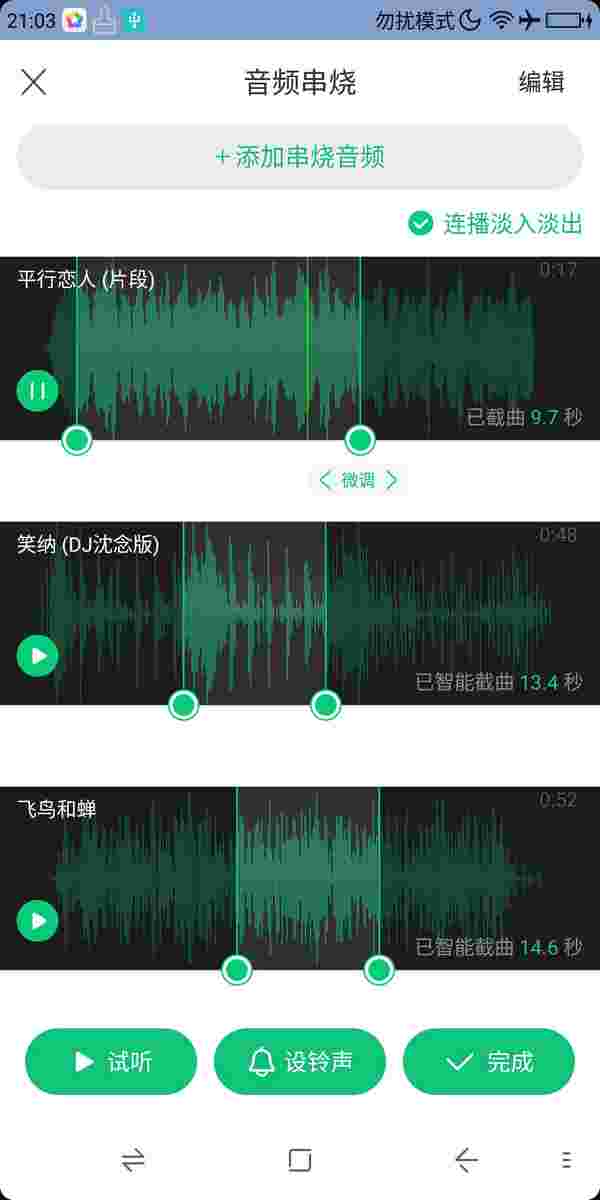 21:03 勿扰模式
音频串烧 编辑
+添加串烧音频
连播淡入淡出
平行恋人 (片段) 0:17
已截曲 9.7 秒
微调
笑纳 (DJ沈念版) 0:48
已智能截曲 13.4 秒
飞鸟和蝉 0:52
已智能截曲 14.6 秒
试听 设铃声 完成